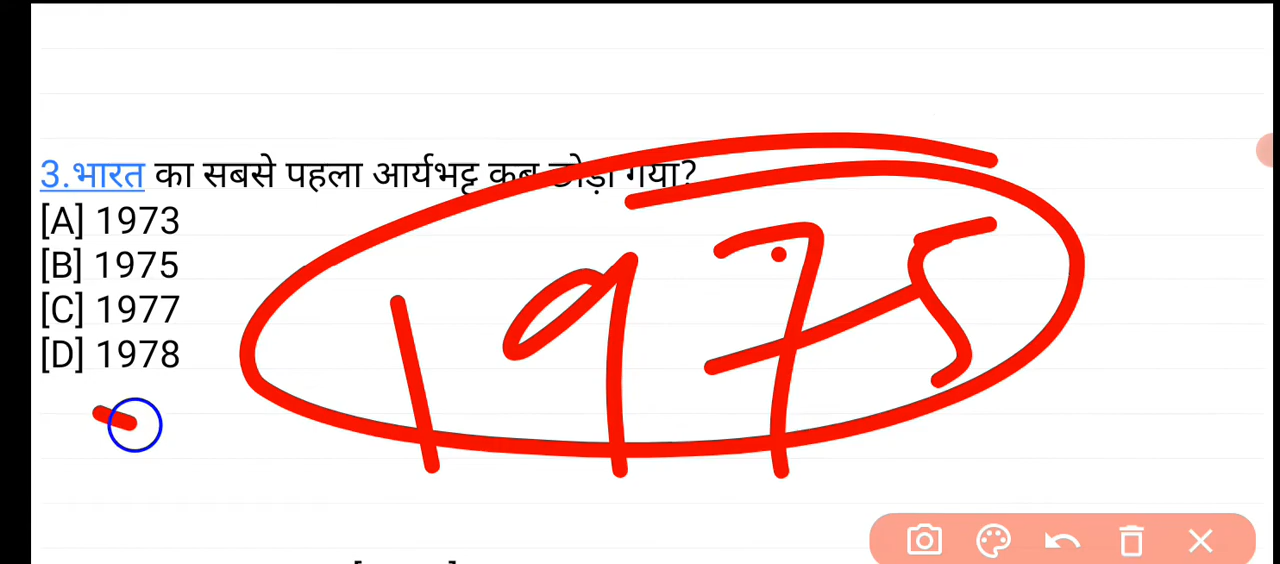 3.भारत का सबसे पहला आर्यभट्ट कब छोड़ा गया?
[A] 1973
[B] 1975
[C] 1977
[D] 1978
1975